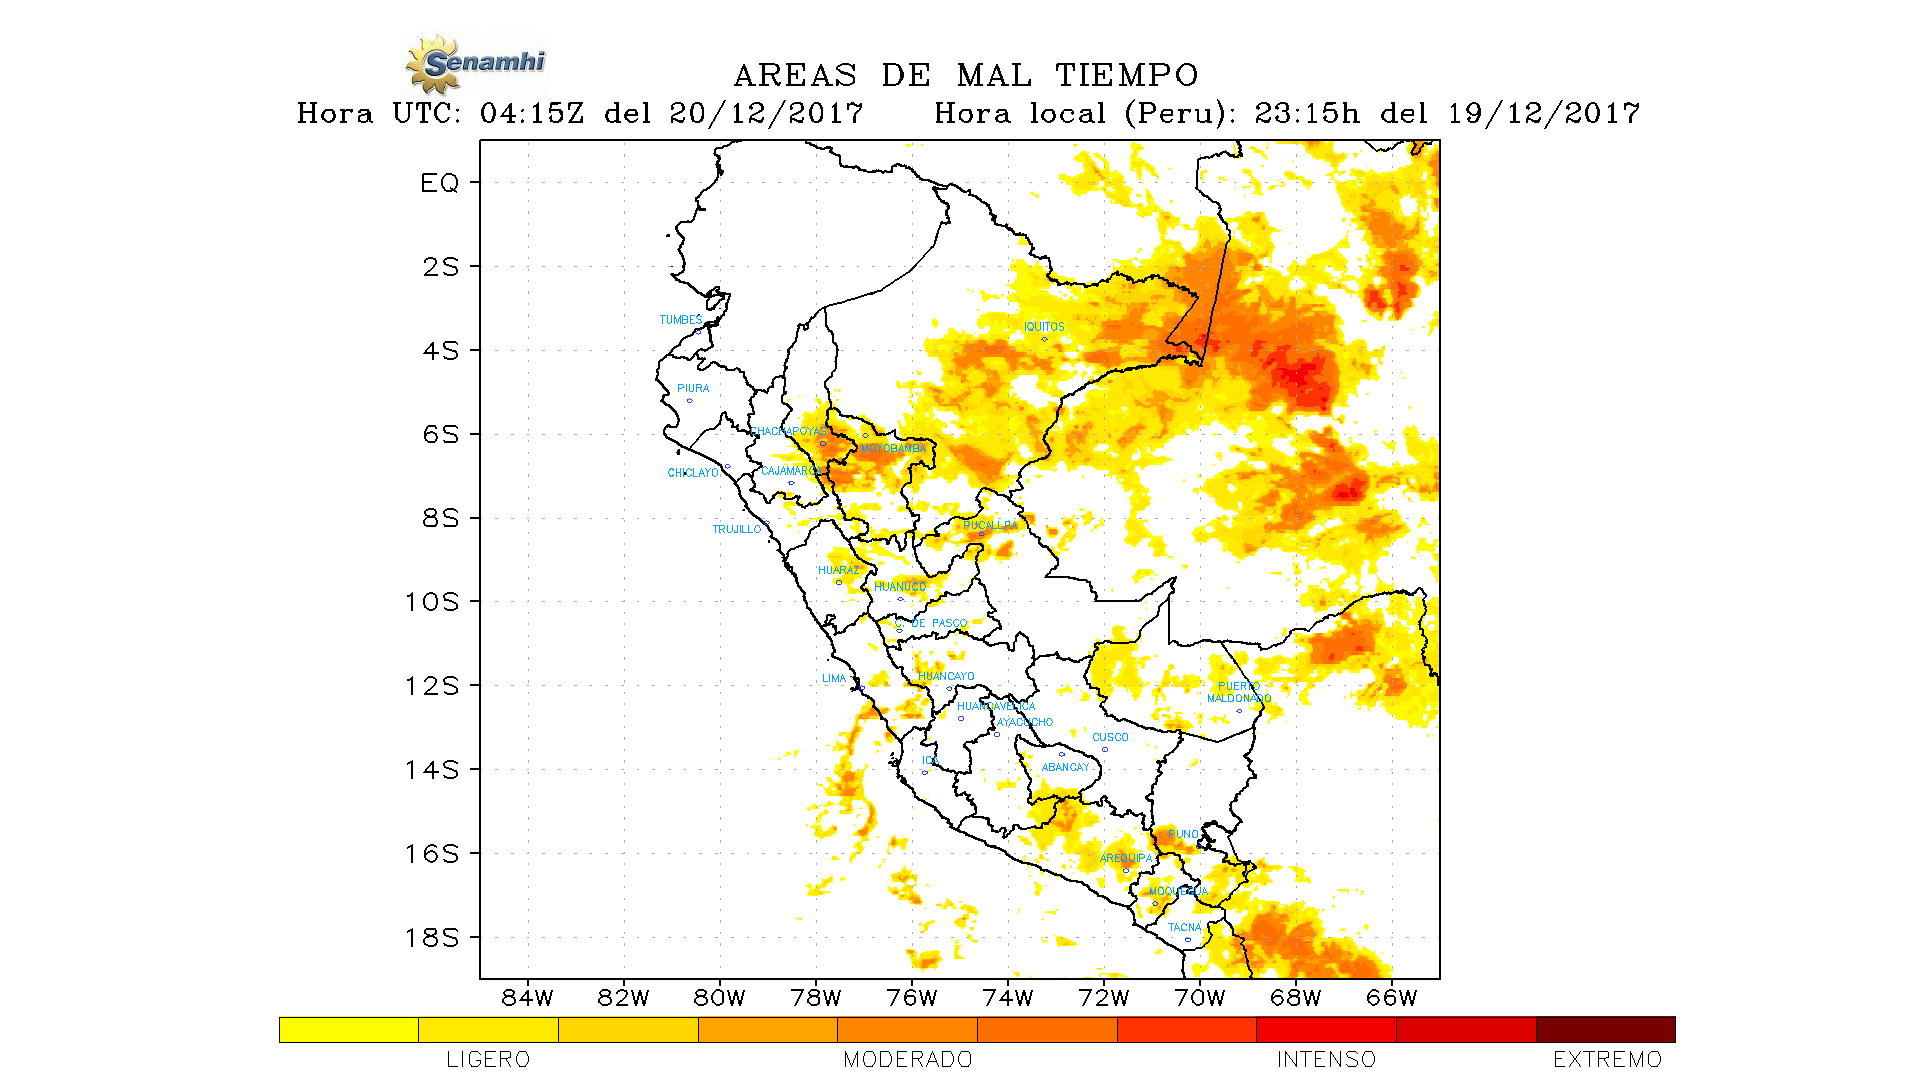 Senamhi
AREAS DE MAL TIEMPO
Hora UTC: 04:15Z del 20/12/2017 Hora local (Peru): 23:15h del 19/12/2017
EQ
2S
TUMBES
IQUITOS
4S
PIURA
6S
CHACHAPOYAS
MOYOBAMBA
CHICLAYO
CAJAMARCA
8S
TRUJILLO
PUCALLPA
HUARAZ
HUANUCO
10S
C. DE PASCO
LIMA
HUANCAYO
12S
PUERTO
MALDONADO
HUANCAVELICA
AYACUCHO
CUSCO
14S
ICA
ABANCAY
PUNO
16S
AREQUIPA
MOQUEGUA
TACNA
18S
84W 82W 80W 78W 76W 74W 72W 70W 68W 66W
LIGERO MODERADO INTENSO EXTREMO